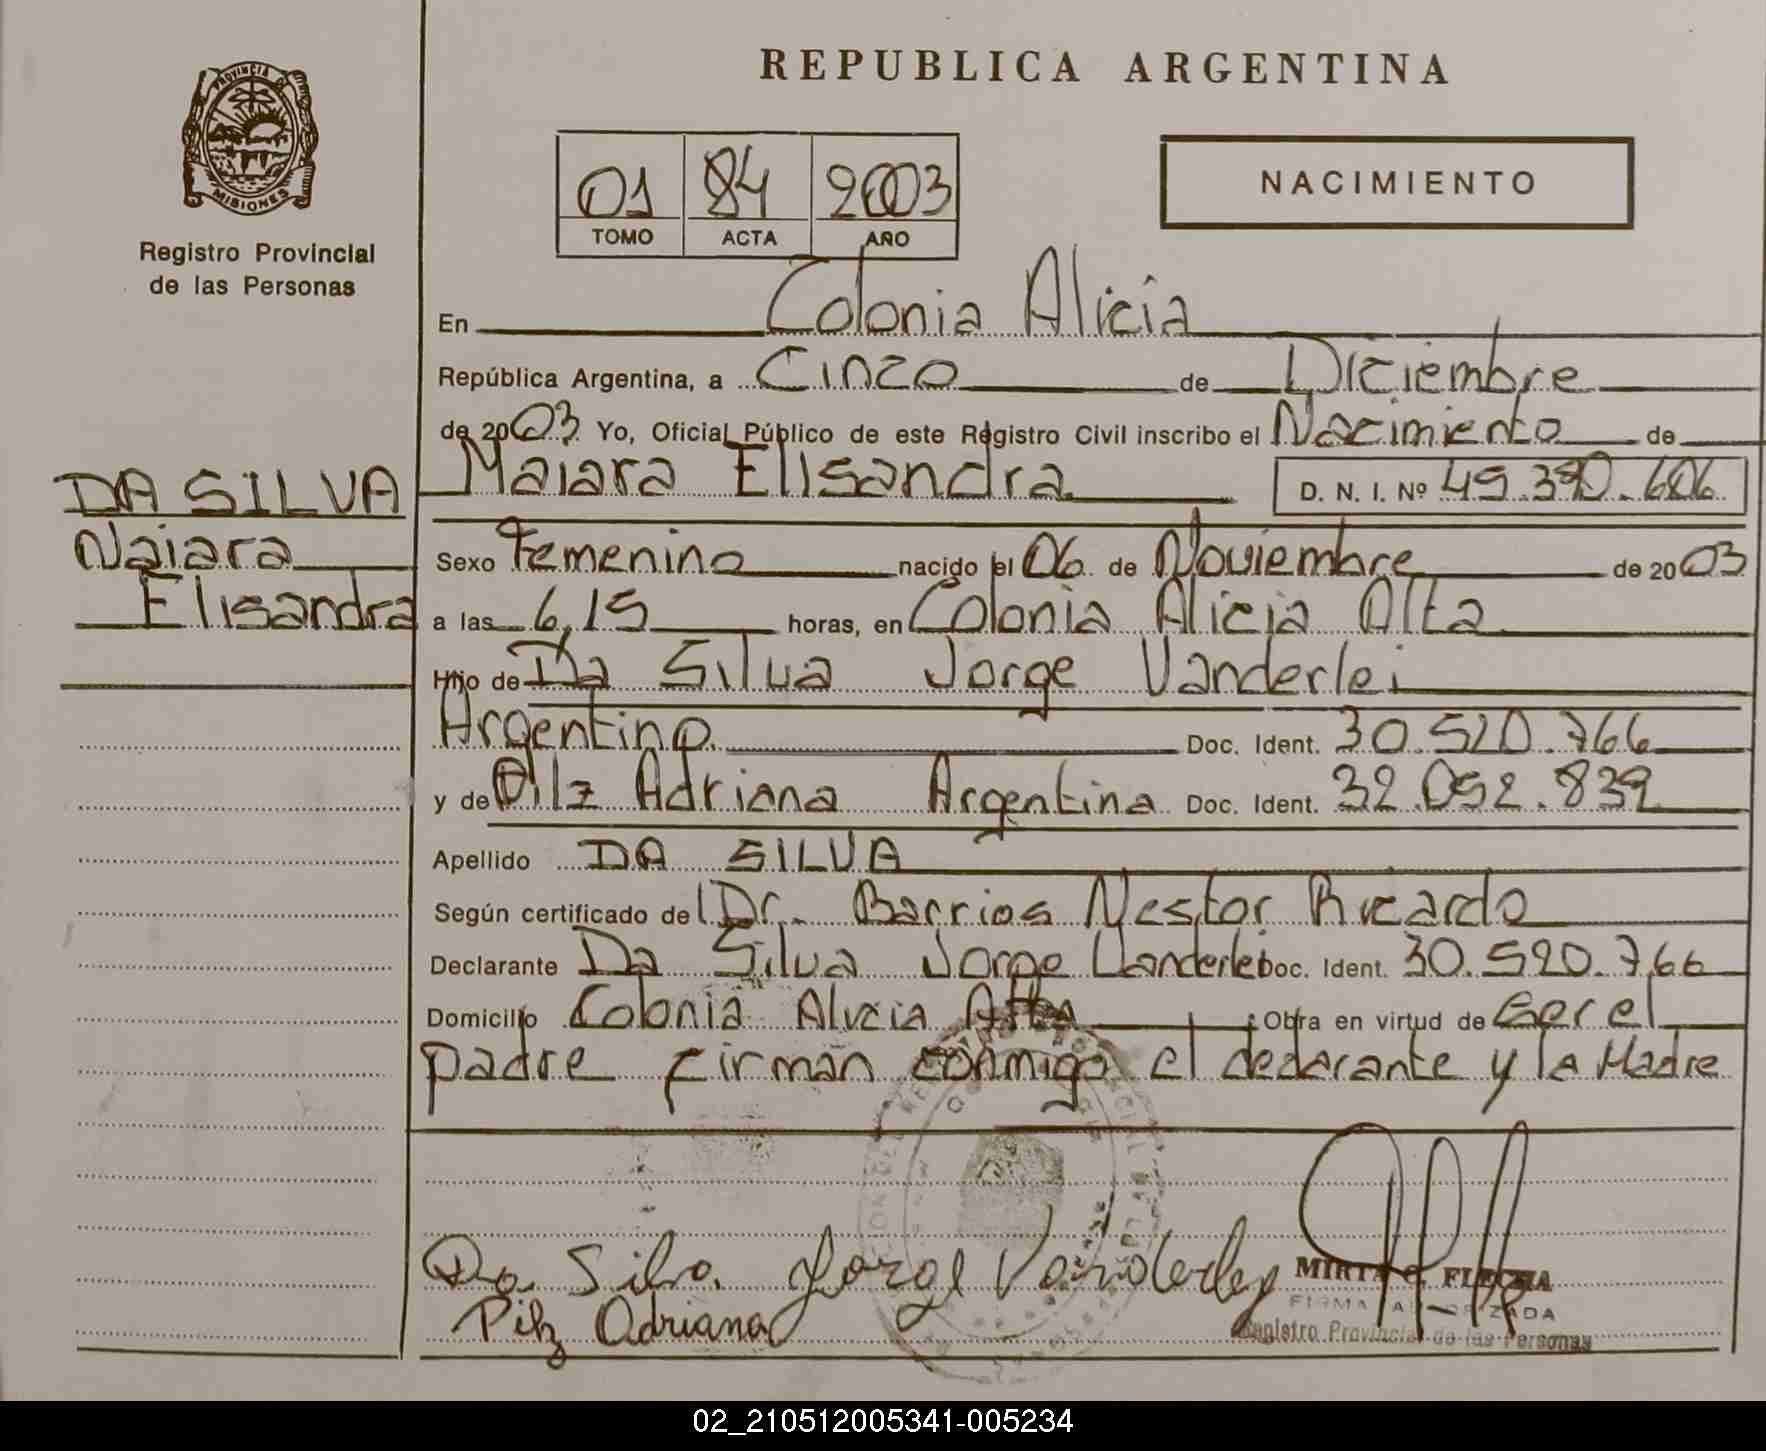 PROVINCIA DE
MISIONES
Registro Provincial
de las Personas
DA SILVA
Naiara
Elisandra
REPUBLICA ARGENTINA
01 84 2003
TOMO ACTA AÑO
NACIMIENTO
En Colonia Alicia
República Argentina, a Cinco de Diciembre
de 2003 Yo, Oficial Público de este Registro Civil inscribo el Nacimiento de
Maiara Elisandra D. N. I. Nº 45.390.686
Sexo Femenino nacido el 06 de Noviembre de 2003
a las 6,15 horas, en Colonia Alicia Alta
Hijo de Da Silva Jorge Vanderlei
Argentino. Doc. Ident. 30.520.766
y de Pilz Adriana Argentina Doc. Ident. 32.052.839
Apellido DA SILVA
Según certificado del Dr. Barrios Nestor Ricardo
Declarante Da Silva Jorge Vanderlei Doc. Ident. 30.520.766
Domicilio Colonia Alicia Alta Obra en virtud de Ser el
padre firman conmigo el declarante y la Madre
Da Silva Jorge Vanderley
Pilz Adriana
MIRTA FLECHA
FIRMA AUTORIZADA
Registro Provincial de las Personas
02_210512005341-005234